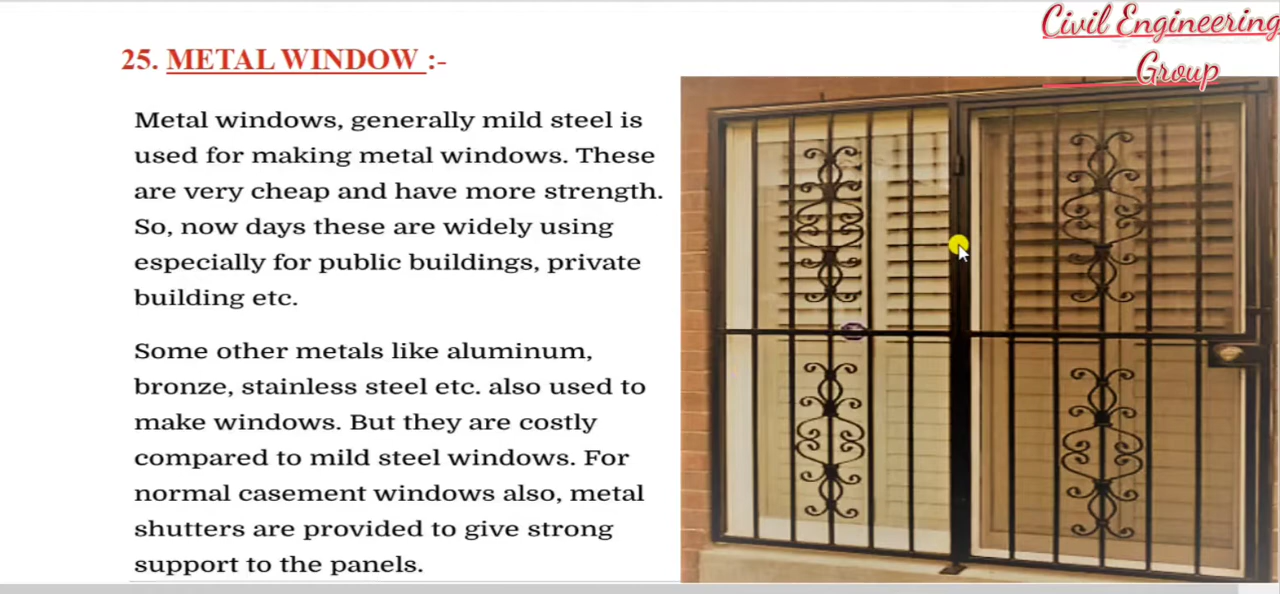 Civil Engineering
Group
25. METAL WINDOW :-
Metal windows, generally mild steel is
used for making metal windows. These
are very cheap and have more strength.
So, now days these are widely using
especially for public buildings, private
building etc.
Some other metals like aluminum,
bronze, stainless steel etc. also used to
make windows. But they are costly
compared to mild steel windows. For
normal casement windows also, metal
shutters are provided to give strong
support to the panels.